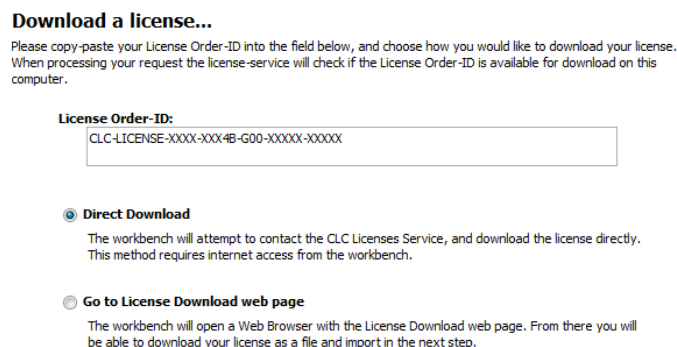 Download a license...
Please copy-paste your License Order-ID into the field below, and choose how you would like to download your license.
When processing your request the license-service will check if the License Order-ID is available for download on this
computer.
License Order-ID:
CLC-LICENSE-XXXX-XXX4B-G00-XXXXX-XXXXX
Direct Download
The workbench will attempt to contact the CLC Licenses Service, and download the license directly.
This method requires internet access from the workbench.
Go to License Download web page
The workbench will open a Web Browser with the License Download web page. From there you will
be able to download your license as a file and import in the next step.